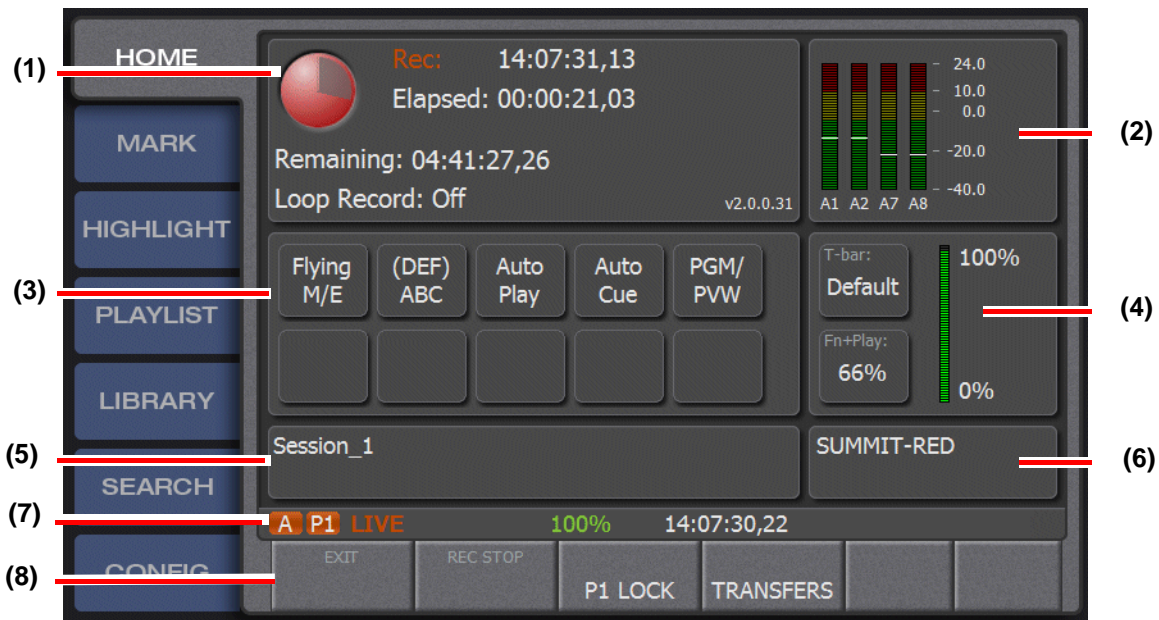 HOME
MARK
HIGHLIGHT
PLAYLIST
LIBRARY
SEARCH
CONFIG
(1)
Rec: 14:07:31,13
Elapsed: 00:00:21,03
Remaining: 04:41:27,26
Loop Record: Off
v2.0.0.31
24.0
10.0
0.0
-20.0
-40.0
A1 A2 A7 A8
(2)
(3)
Flying M/E
(DEF) ABC
Auto Play
Auto Cue
PGM/ PVW
T-bar:
Default
Fn+Play:
66%
100%
0%
(4)
(5)
Session_1
SUMMIT-RED
(6)
(7)
A P1 LIVE 100% 14:07:30,22
(8)
EXIT
REC STOP
P1 LOCK
TRANSFERS